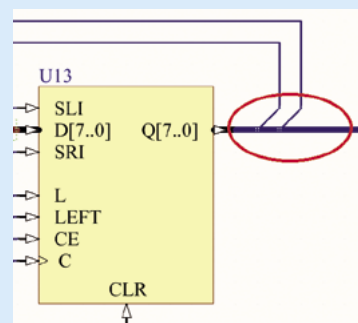 U13
SLI
D[7..0] Q[7..0]
SRI
L
LEFT
CE
C
CLR